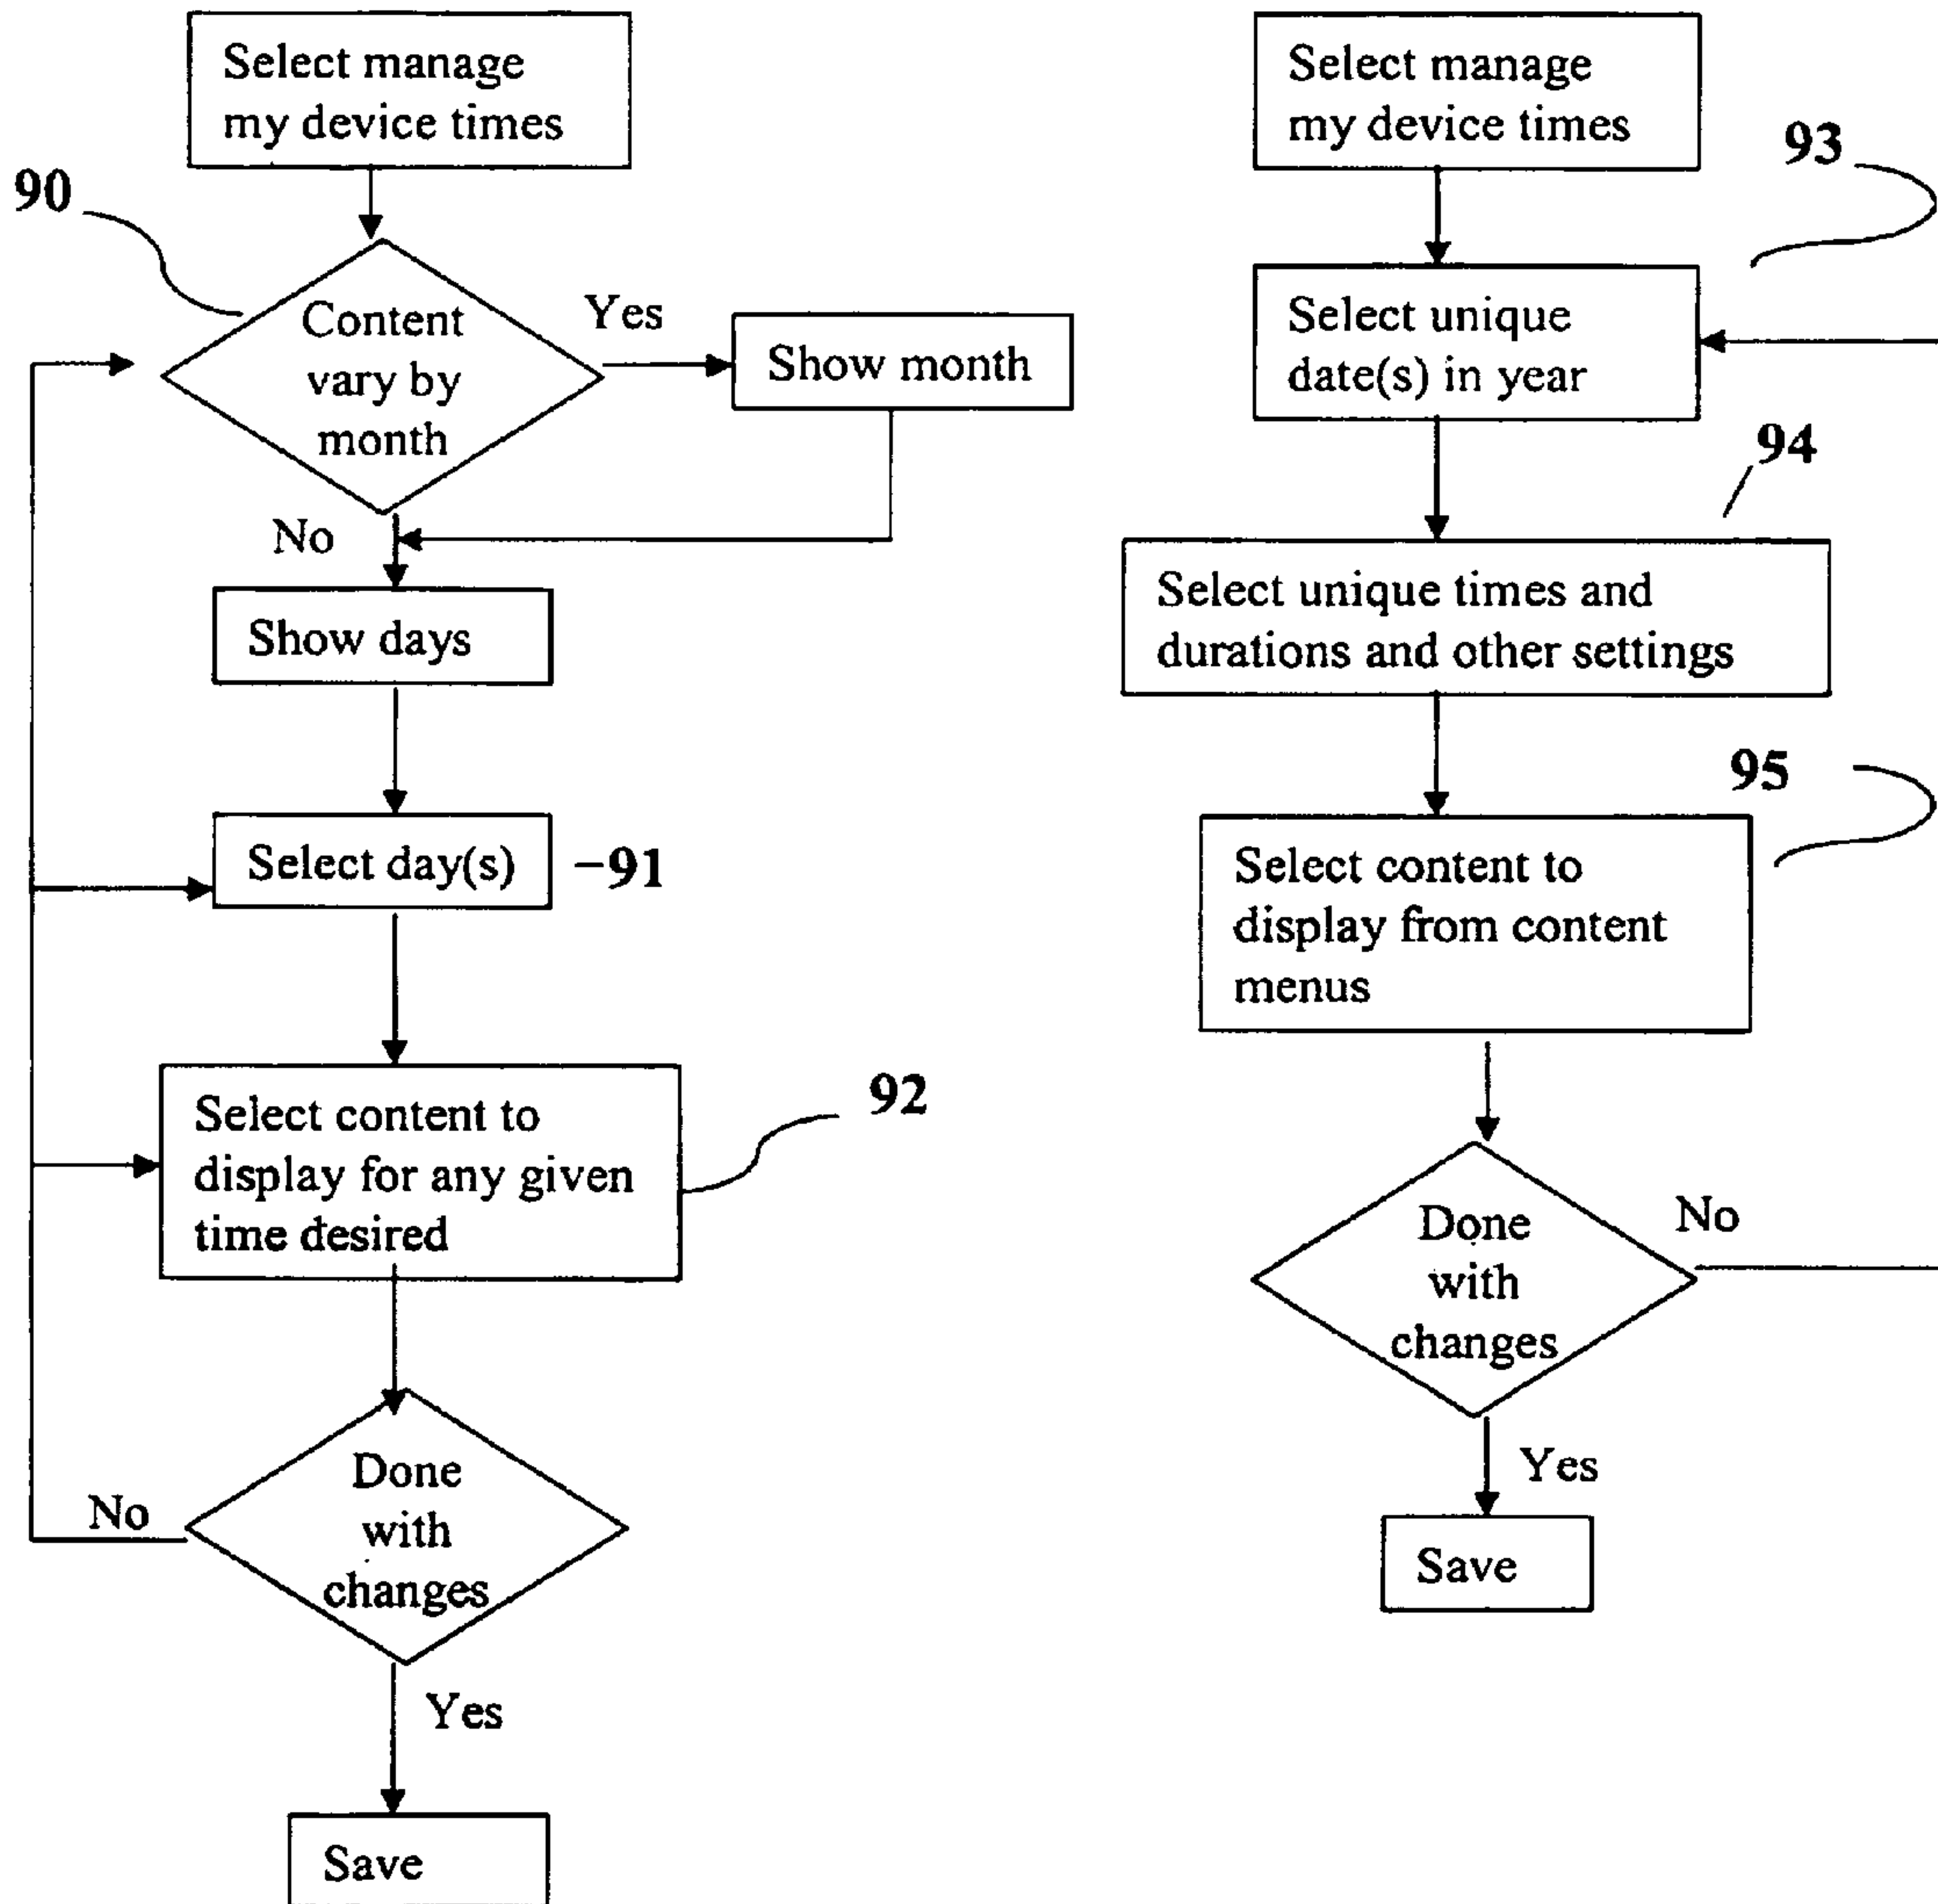 Select manage
my device times
90
Content
vary by
month
Yes
Show month
No
Show days
Select day(s)
–91
Select content to
display for any given
time desired
92
Done
with
changes
No
Yes
Save
Select manage
my device times
93
Select unique
date(s) in year
94
Select unique times and
durations and other settings
95
Select content to
display from content
menus
Done
with
changes
No
Yes
Save